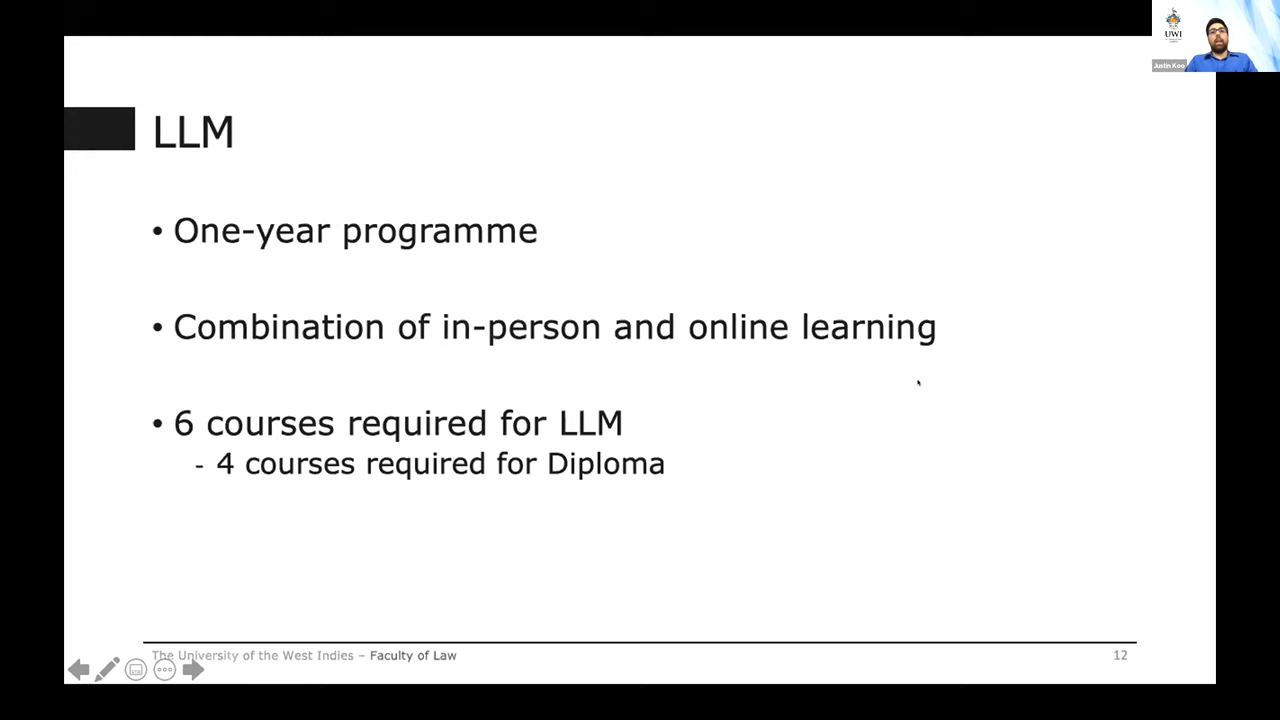 UWI
Justin Koo
LLM
• One-year programme
• Combination of in-person and online learning
• 6 courses required for LLM
- 4 courses required for Diploma
The University of the West Indies – Faculty of Law
12